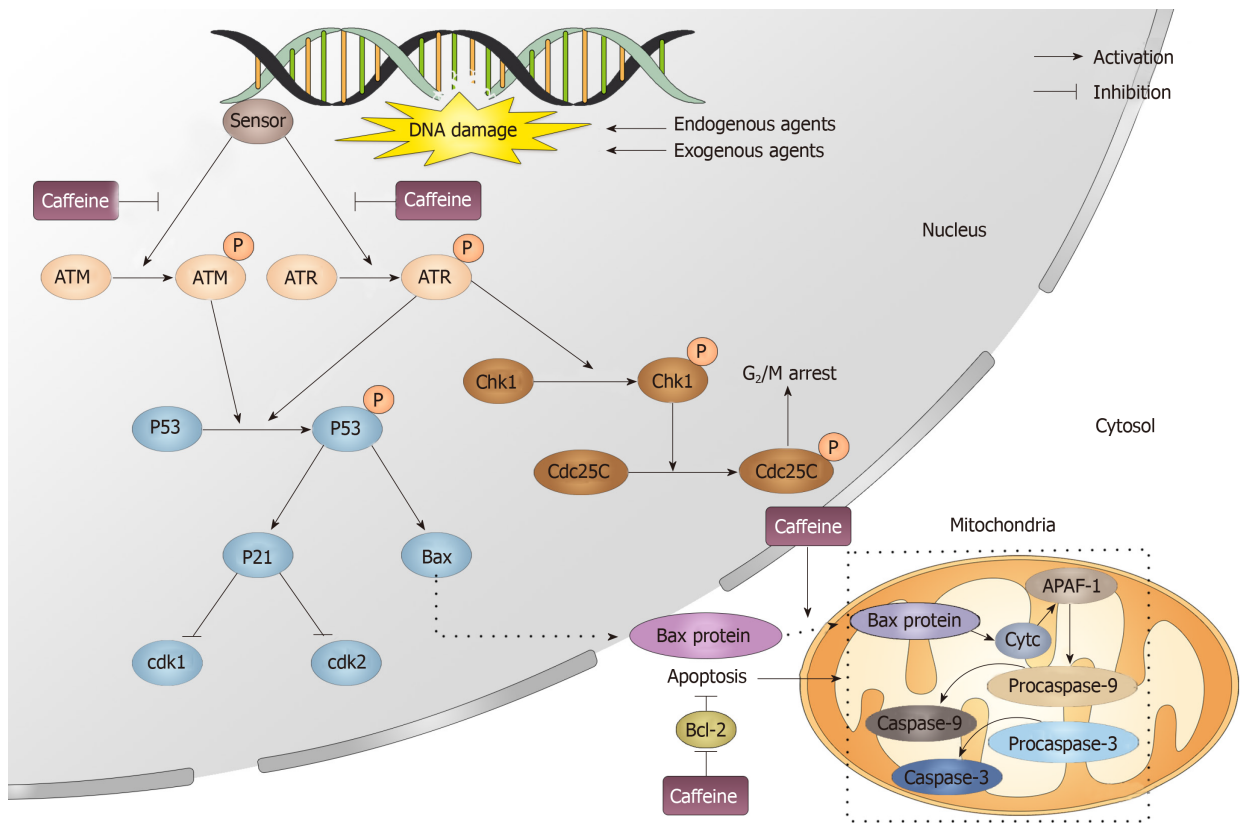 Activation
Inhibition
Sensor
DNA damage
Endogenous agents
Exogenous agents
Caffeine
Caffeine
Nucleus
P
P
ATM
ATM
ATR
ATR
P
Chk1
Chk1
G₂/M arrest
P
P53
P53
Cytosol
P
Cdc25C
Cdc25C
Caffeine
Mitochondria
P21
Bax
APAF-1
Bax protein
Bax protein
Cytc
cdk1
cdk2
Apoptosis
Procaspase-9
Bcl-2
Caspase-9
Procaspase-3
Caspase-3
Caffeine